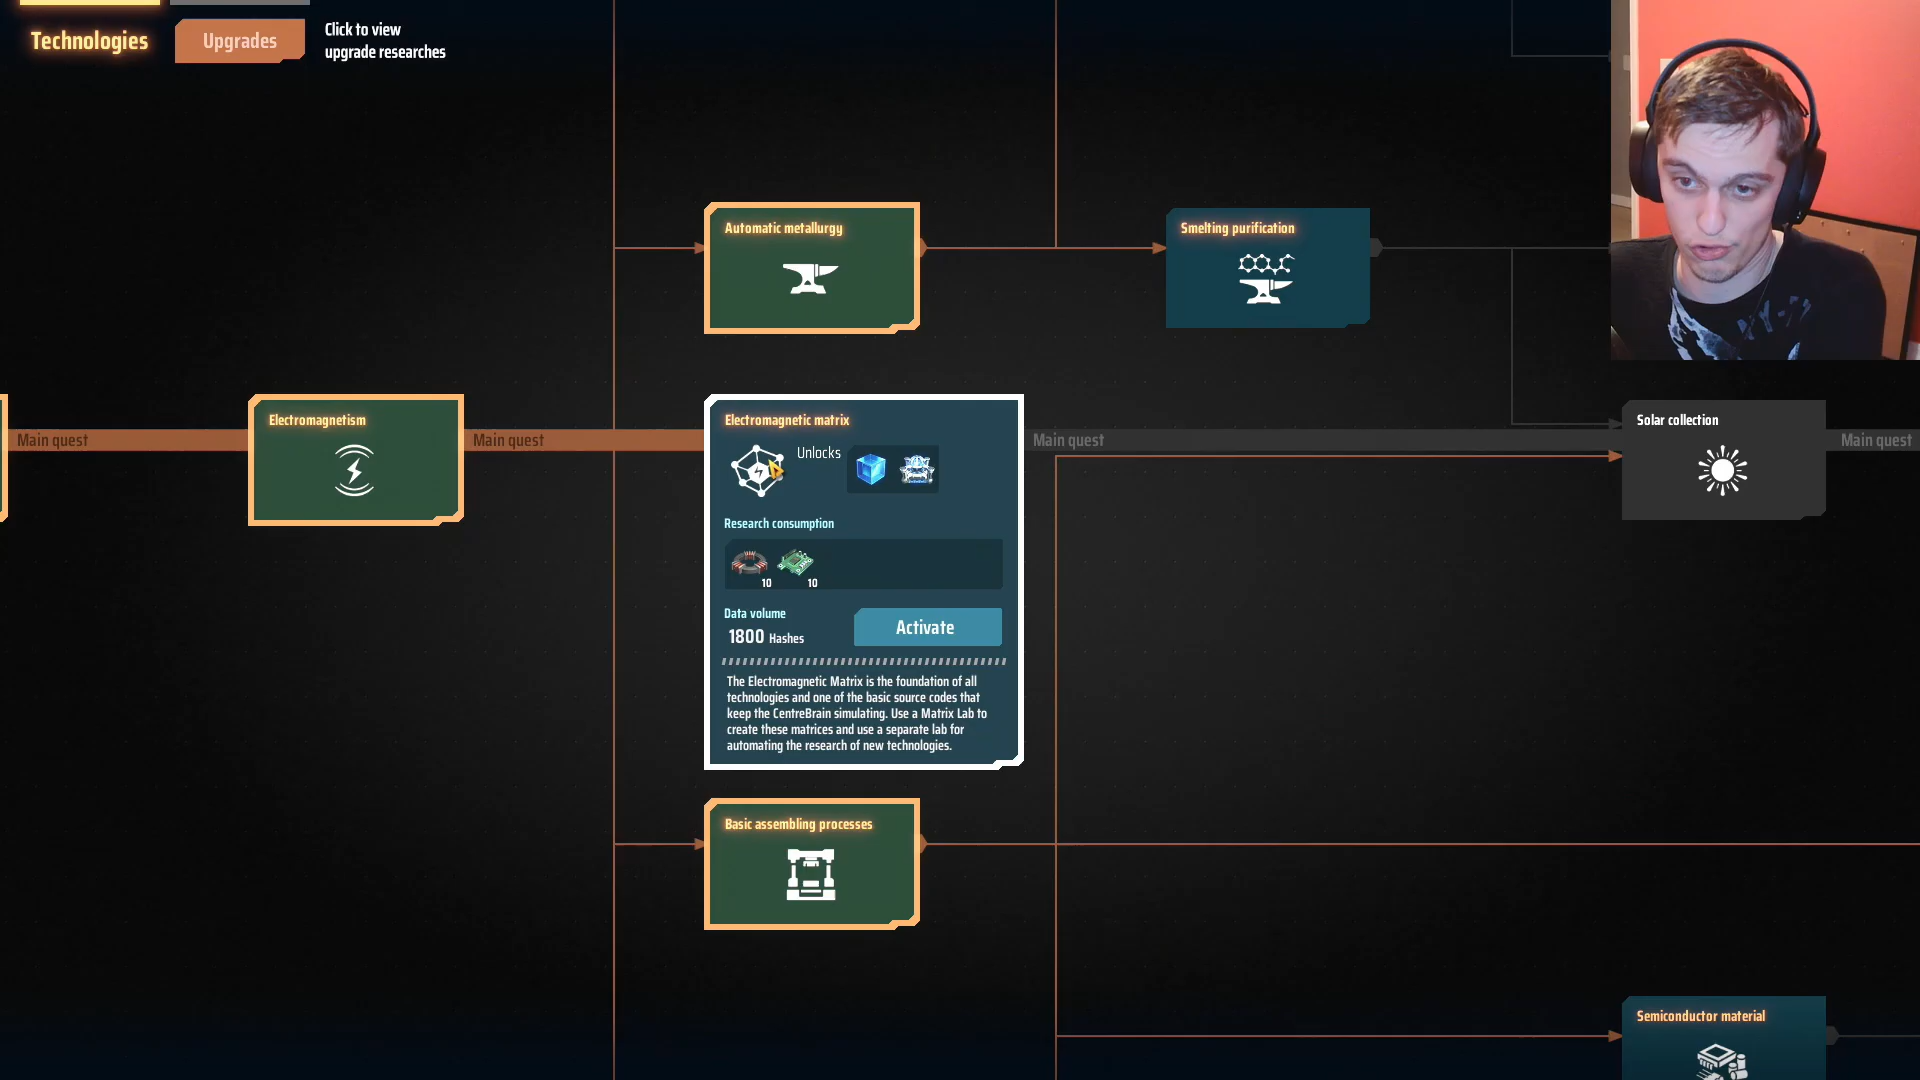 Technologies
Upgrades
Click to view
upgrade researches
Automatic metallurgy
Smelting purification
Main quest
Electromagnetism
Main quest
Electromagnetic matrix
Unlocks
Research consumption
10
10
Data volume
1800 Hashes
Activate
The Electromagnetic Matrix is the foundation of all
technologies and one of the basic source codes that
keep the CentreBrain simulating. Use a Matrix Lab to
create these matrices and use a separate lab for
automating the research of new technologies.
Main quest
Solar collection
Main quest
Basic assembling processes
Semiconductor material